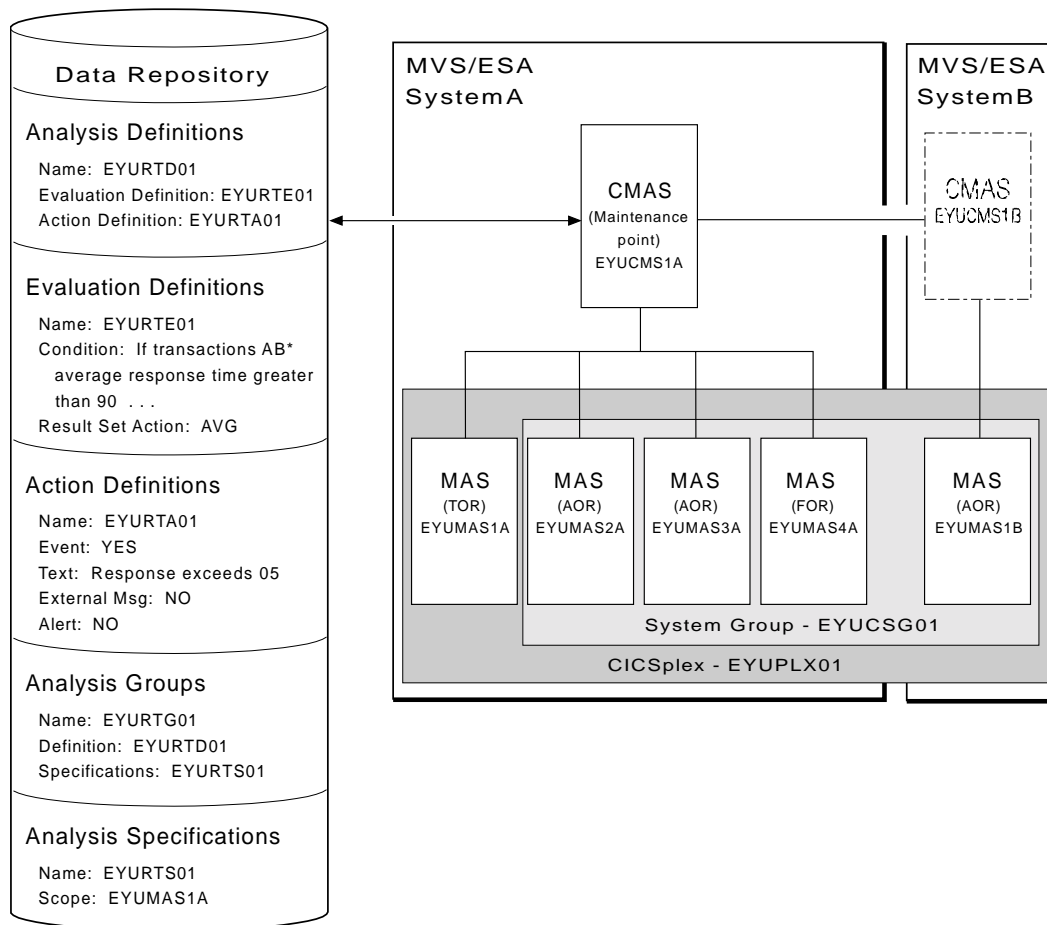 Data Repository
Analysis Definitions
Name: EYURTD01
Evaluation Definition: EYURTE01
Action Definition: EYURTA01
Evaluation Definitions
Name: EYURTE01
Condition: If transactions AB*
average response time greater
than 90 . . .
Result Set Action: AVG
Action Definitions
Name: EYURTA01
Event: YES
Text: Response exceeds 05
External Msg: NO
Alert: NO
Analysis Groups
Name: EYURTG01
Definition: EYURTD01
Specifications: EYURTS01
Analysis Specifications
Name: EYURTS01
Scope: EYUMAS1A
MVS/ESA
SystemA
CMAS
(Maintenance
point)
EYUCMS1A
MVS/ESA
SystemB
CMAS
EYUCMS1B
MAS
(TOR)
EYUMAS1A
MAS
(AOR)
EYUMAS2A
MAS
(AOR)
EYUMAS3A
MAS
(FOR)
EYUMAS4A
MAS
(AOR)
EYUMAS1B
System Group - EYUCSG01
CICSplex - EYUPLX01